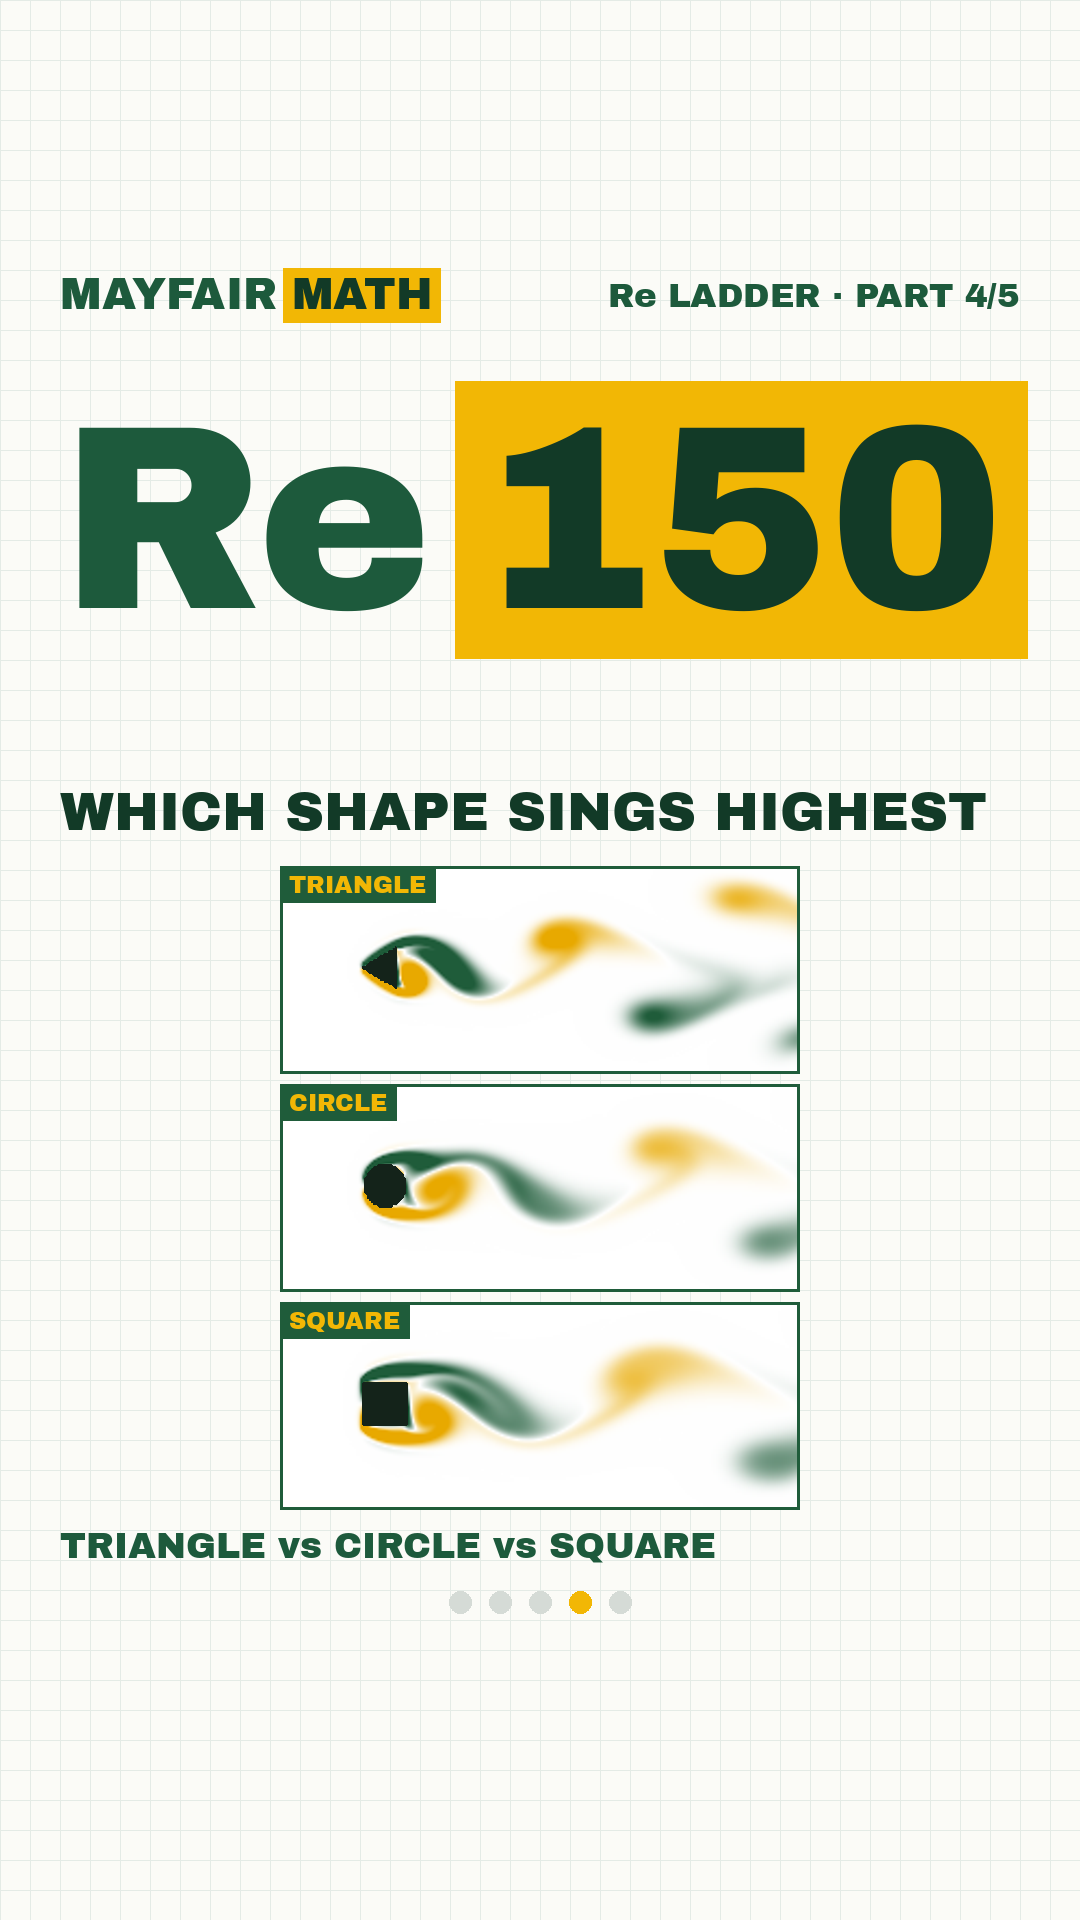 MAYFAIR MATH
Re LADDER · PART 4/5
Re 150
WHICH SHAPE SINGS HIGHEST
TRIANGLE
CIRCLE
SQUARE
TRIANGLE vs CIRCLE vs SQUARE